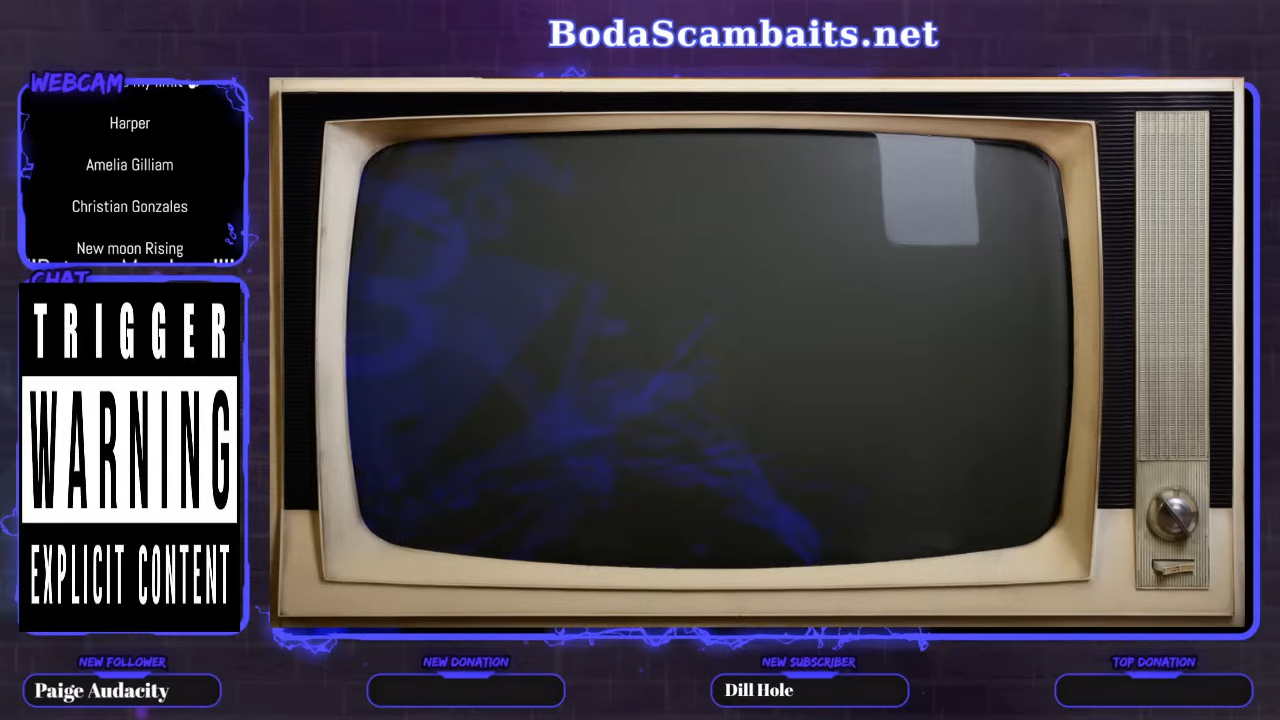 BodaScambaits.net
WEBCAM
Harper
Amelia Gilliam
Christian Gonzales
New moon Rising
CHAT
TRIGGER
WARNING
EXPLICIT CONTENT
NEW FOLLOWER
Paige Audacity
NEW DONATION
NEW SUBSCRIBER
Dill Hole
TOP DONATION